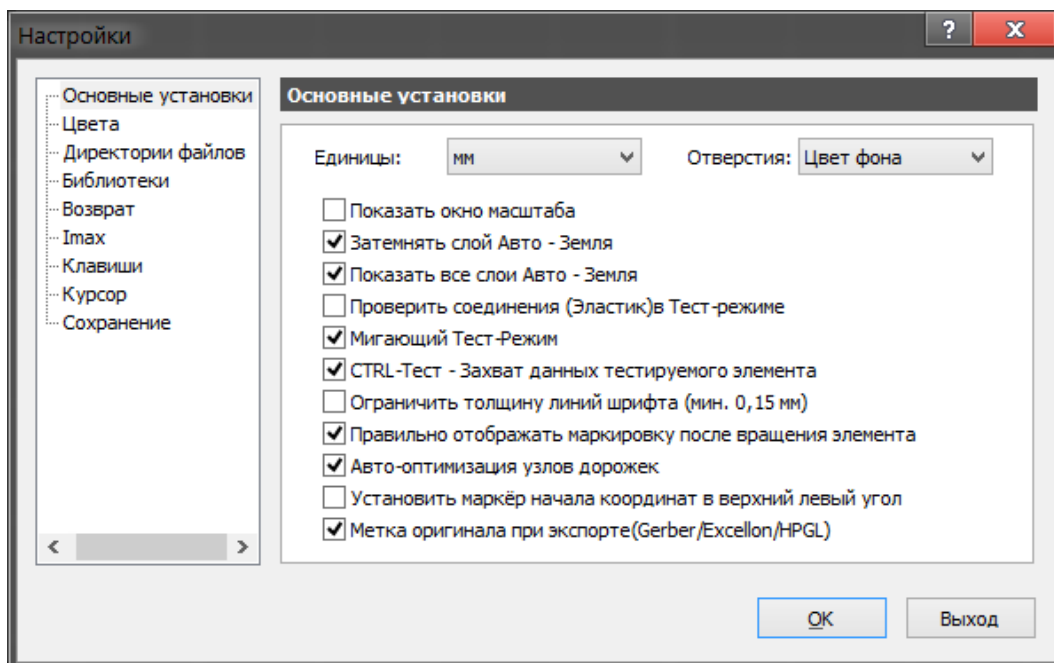 Настройки
?
X
Основные установки
Цвета
Директории файлов
Библиотеки
Возврат
Imax
Клавиши
Курсор
Сохранение
Основные установки
Единицы: мм Отверстия: Цвет фона
Показать окно масштаба
Затемнять слой Авто - Земля
Показать все слои Авто - Земля
Проверить соединения (Эластик)в Тест-режиме
Мигающий Тест-Режим
CTRL-Тест - Захват данных тестируемого элемента
Ограничить толщину линий шрифта (мин. 0,15 мм)
Правильно отображать маркировку после вращения элемента
Авто-оптимизация узлов дорожек
Установить маркёр начала координат в верхний левый угол
Метка оригинала при экспорте(Gerber/Excellon/HPGL)
OK Выход